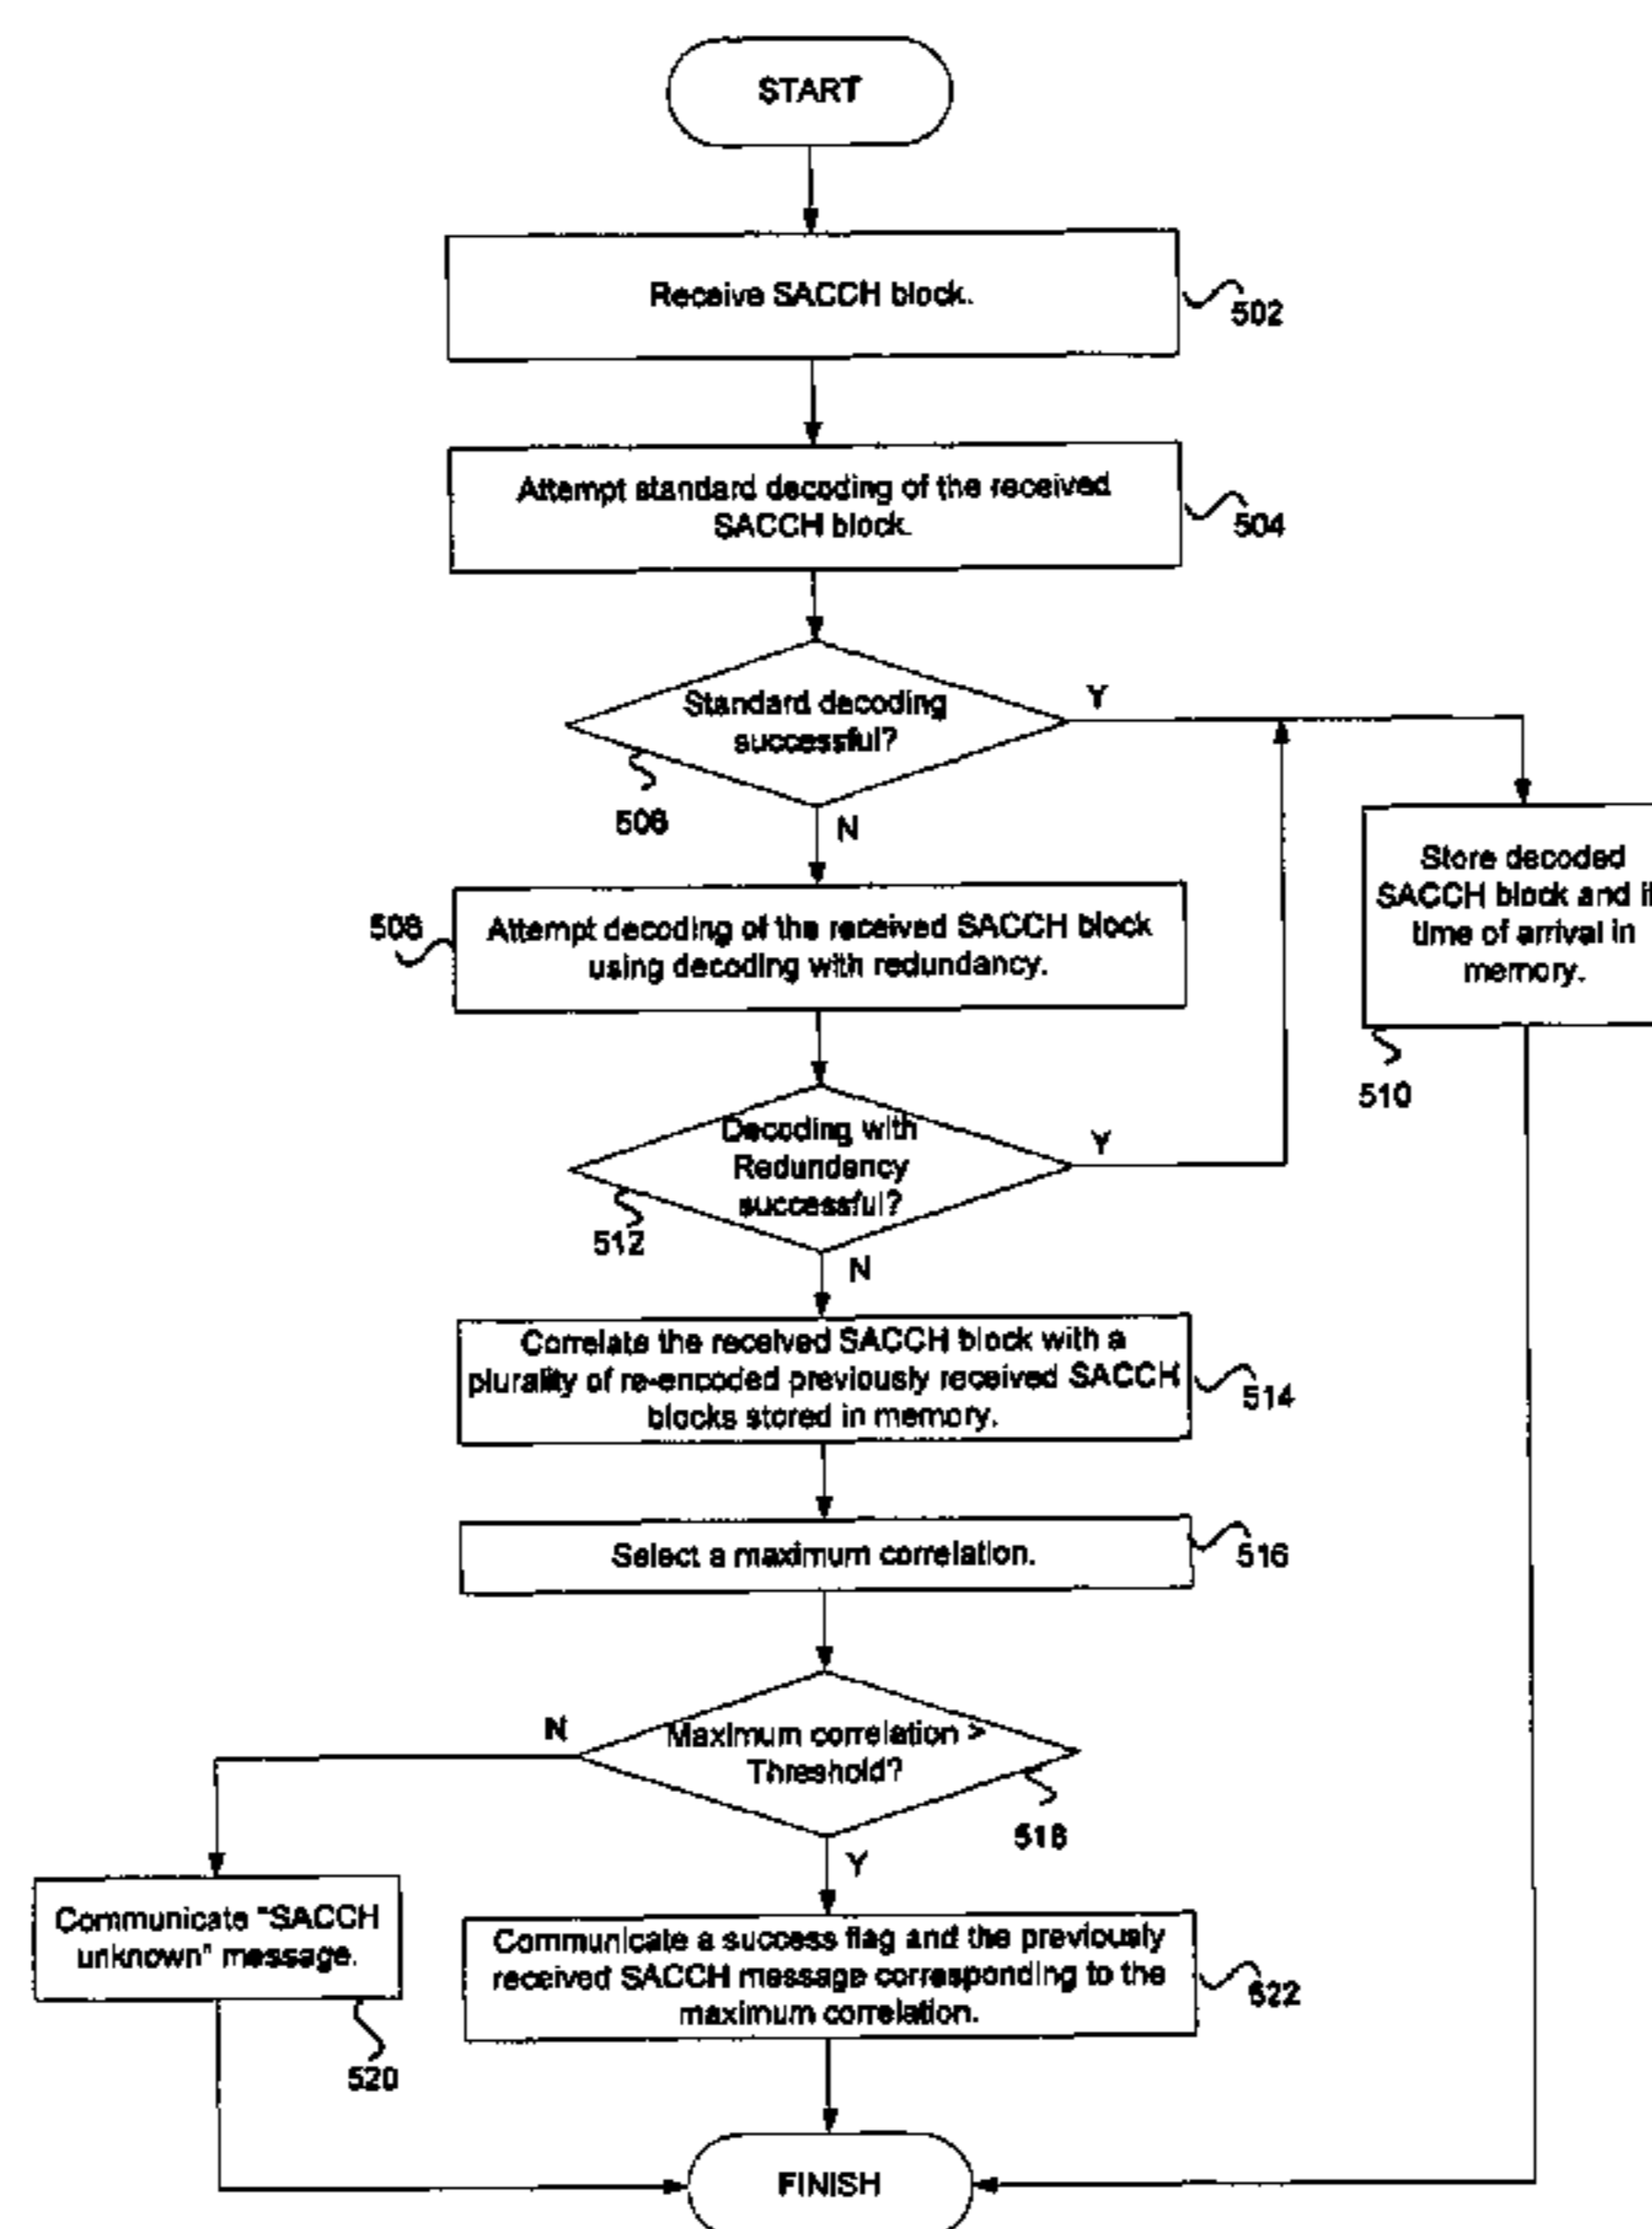 START
Receive SACCH block.
502
Attempt standard decoding of the received
SACCH block.
504
Standard decoding
successful?
Y
506
N
Store decoded
SACCH block and
time of arrival in
memory.
510
508
Attempt decoding of the received SACCH block
using decoding with redundancy.
Decoding with
Redundancy
successful?
Y
512
N
Correlate the received SACCH block with a
plurality of re-encoded previously received SACCH
blocks stored in memory.
514
Select a maximum correlation.
516
N
Maximum correlation >
Threshold?
518
Y
Communicate "SACCH
unknown" message.
520
Communicate a success flag and the previously
received SACCH message corresponding to the
maximum correlation.
522
FINISH